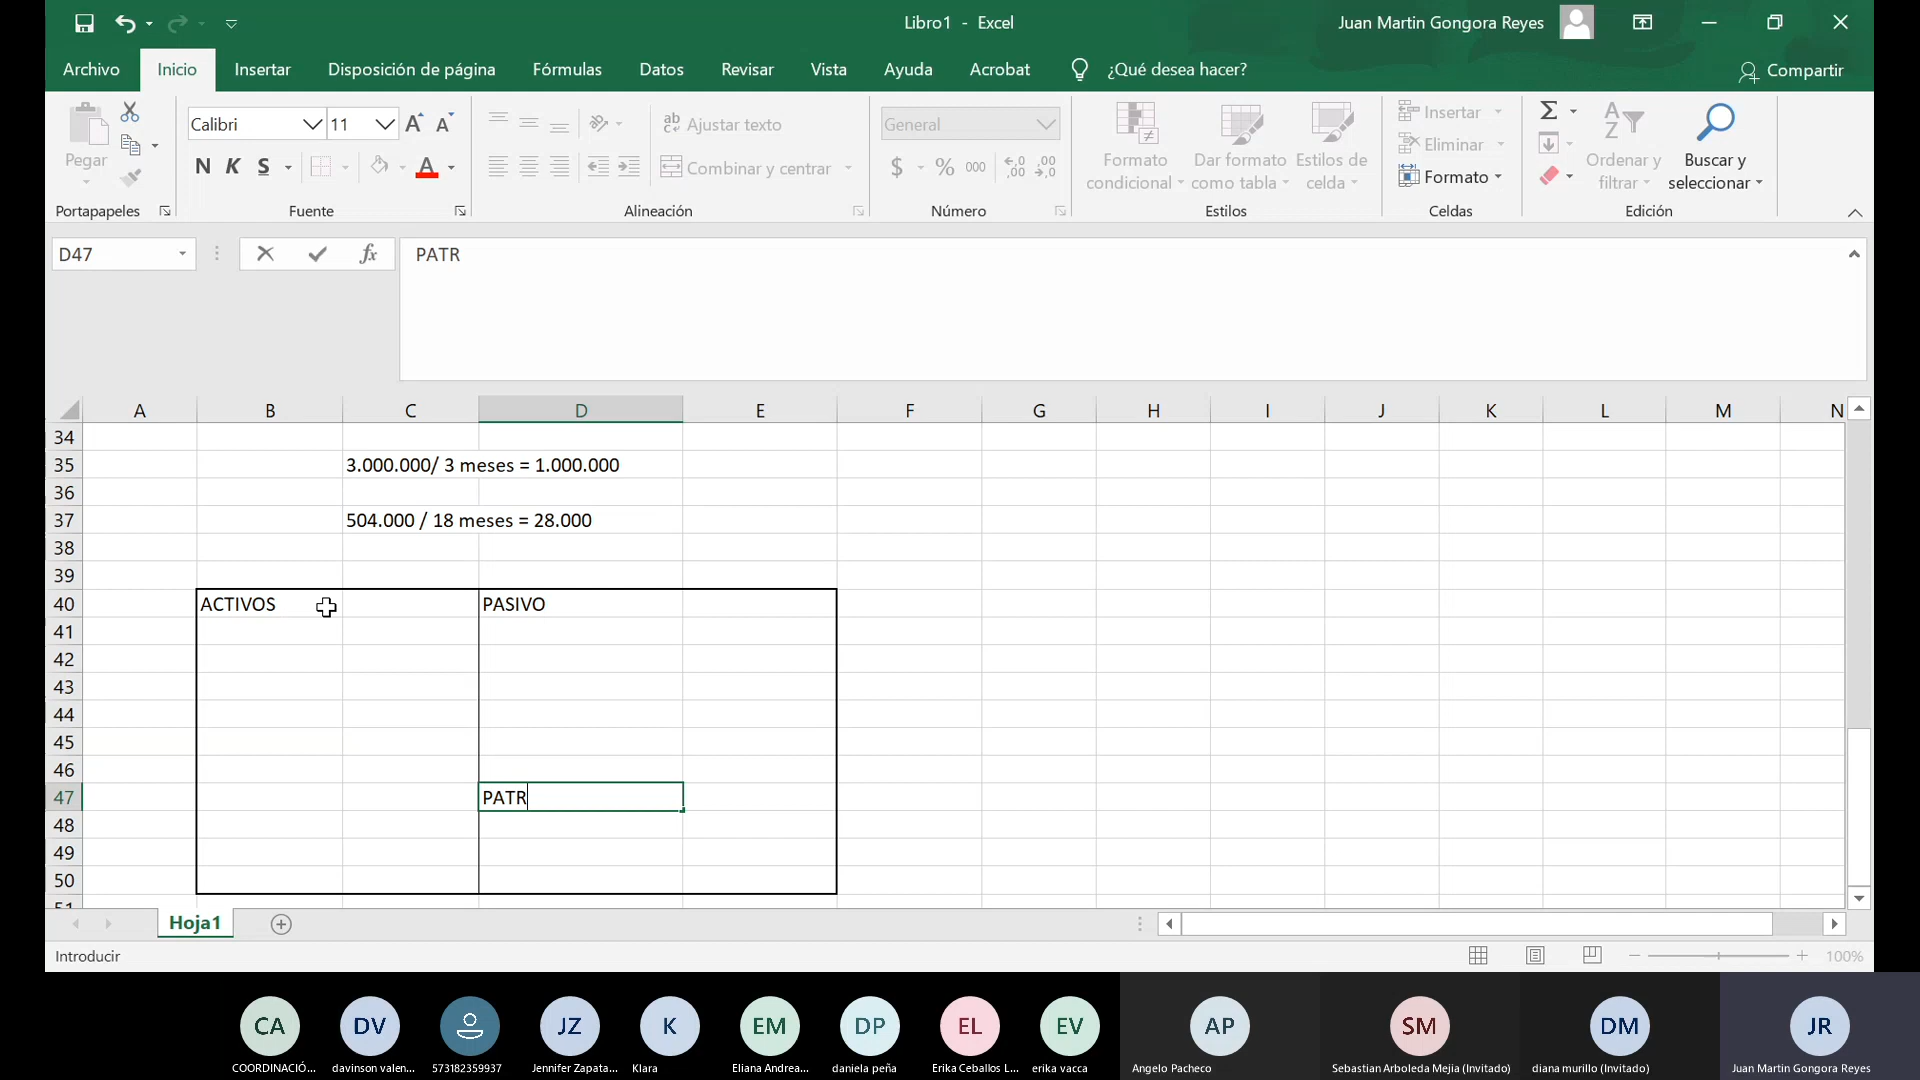 Libro1 - Excel
Juan Martin Gongora Reyes
Archivo Inicio Insertar Disposición de página Fórmulas Datos Revisar Vista Ayuda Acrobat ¿Qué desea hacer? Compartir
Calibri 11
Ajustar texto
General
Insertar
Pegar
N K S
A
Combinar y centrar
$ % 000
Formato condicional
Dar formato como tabla
Estilos de celda
Eliminar
Formato
Ordenar y filtrar
Buscar y seleccionar
Portapapeles Fuente Alineación Número Estilos Celdas Edición
D47
fx
PATR
A B C D E F G H I J K L M N
34
35 3.000.000/ 3 meses = 1.000.000
36
37 504.000 / 18 meses = 28.000
38
39
40 ACTIVOS PASIVO
41
42
43
44
45
46
47 PATR
48
49
50
51
Hoja1
Introducir
100%
CA DV JZ K EM DP EL EV AP SM DM JR
COORDINACIÓ... davinson valen... 573182359937 Jennifer Zapata... Klara Eliana Andrea... daniela peña Erika Ceballos L... erika vacca Angelo Pacheco Sebastian Arboleda Mejia (Invitado) diana murillo (Invitado) Juan Martin Gongora Reyes